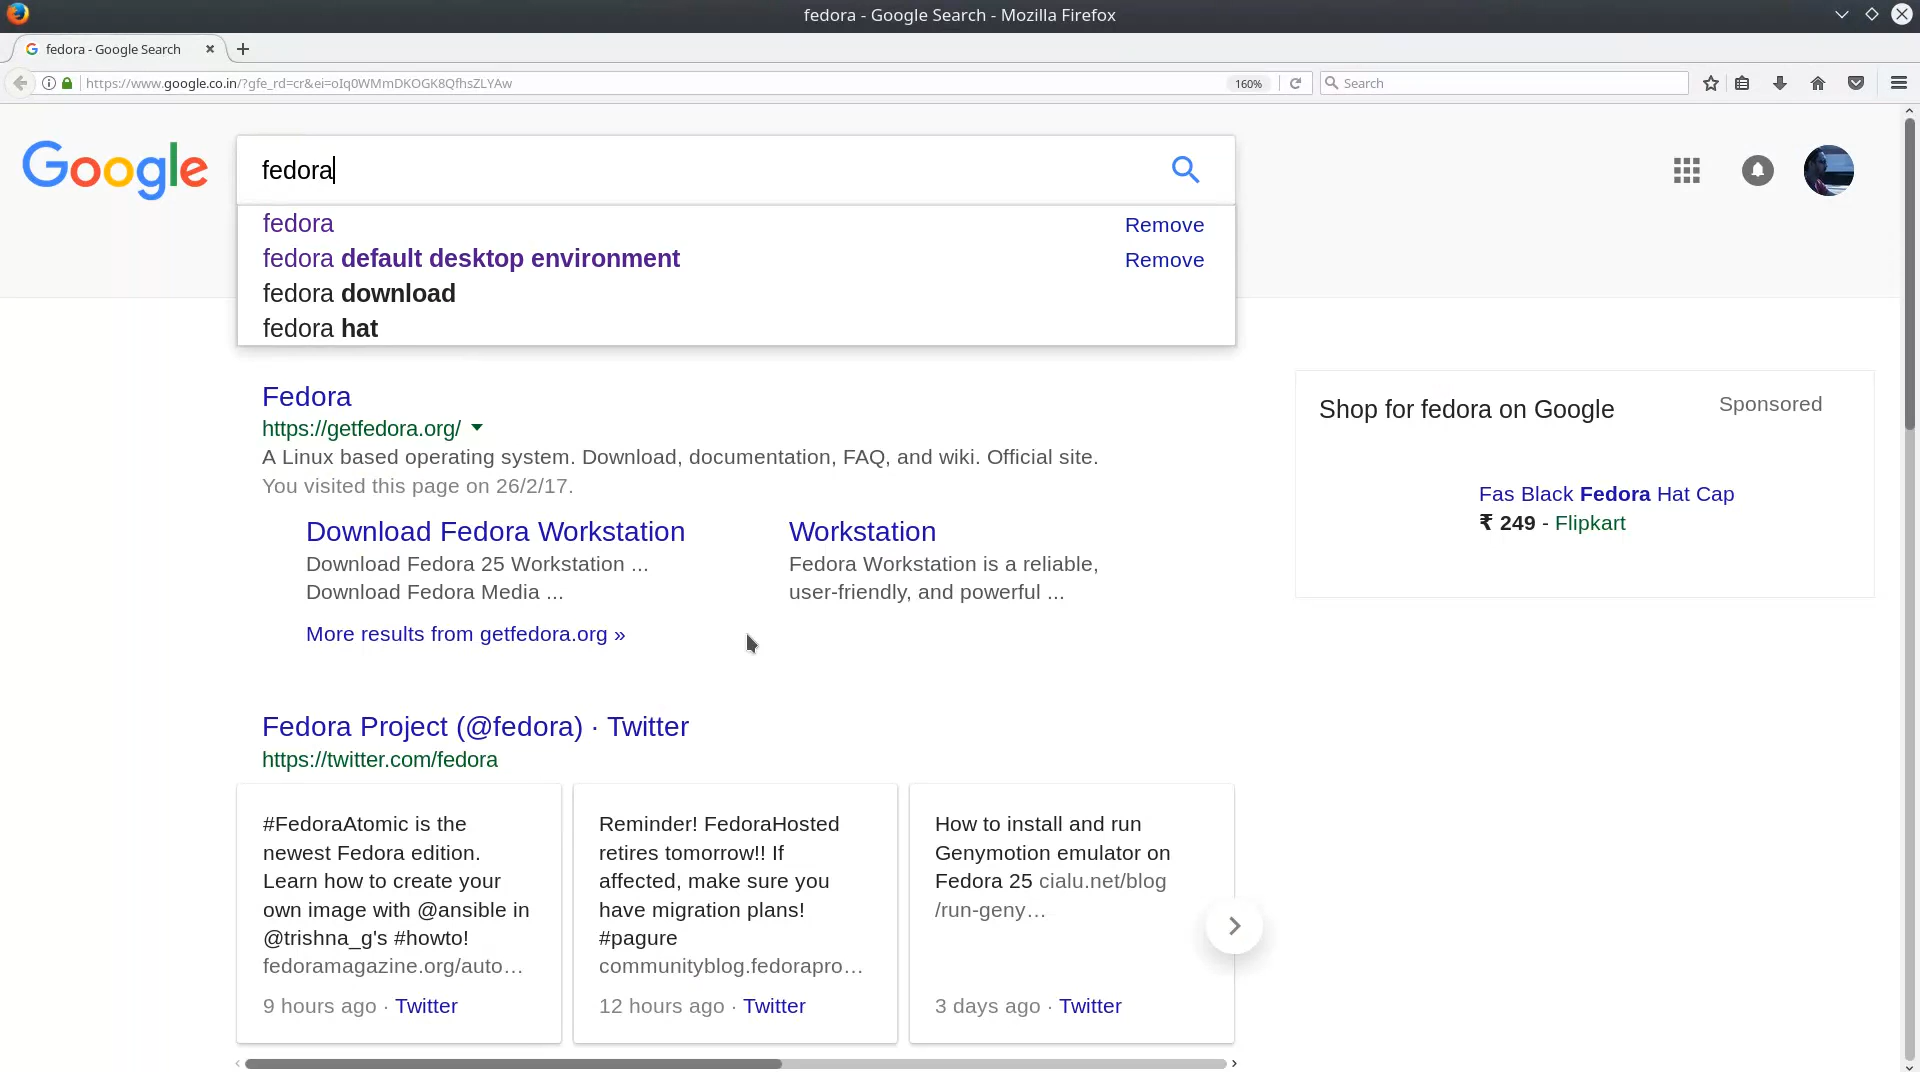 fedora - Google Search - Mozilla Firefox
fedora - Google Search
https://www.google.co.in/?gfe_rd=cr&ei=oIq0WMmDKOGK8QfhsZLYAw
160%
Search
Google
fedora
fedora Remove
fedora default desktop environment Remove
fedora download
fedora hat
Fedora
https://getfedora.org/
A Linux based operating system. Download, documentation, FAQ, and wiki. Official site.
You visited this page on 26/2/17.
Download Fedora Workstation
Download Fedora 25 Workstation ...
Download Fedora Media ...
Workstation
Fedora Workstation is a reliable,
user-friendly, and powerful ...
More results from getfedora.org »
Shop for fedora on Google
Sponsored
Fas Black Fedora Hat Cap
₹ 249 - Flipkart
Fedora Project (@fedora) · Twitter
https://twitter.com/fedora
#FedoraAtomic is the
newest Fedora edition.
Learn how to create your
own image with @ansible in
@trishna_g's #howto!
fedoramagazine.org/auto…
9 hours ago · Twitter
Reminder! FedoraHosted
retires tomorrow!! If
affected, make sure you
have migration plans!
#pagure
communityblog.fedorapro…
12 hours ago · Twitter
How to install and run
Genymotion emulator on
Fedora 25 cialu.net/blog
/run-geny…
3 days ago · Twitter